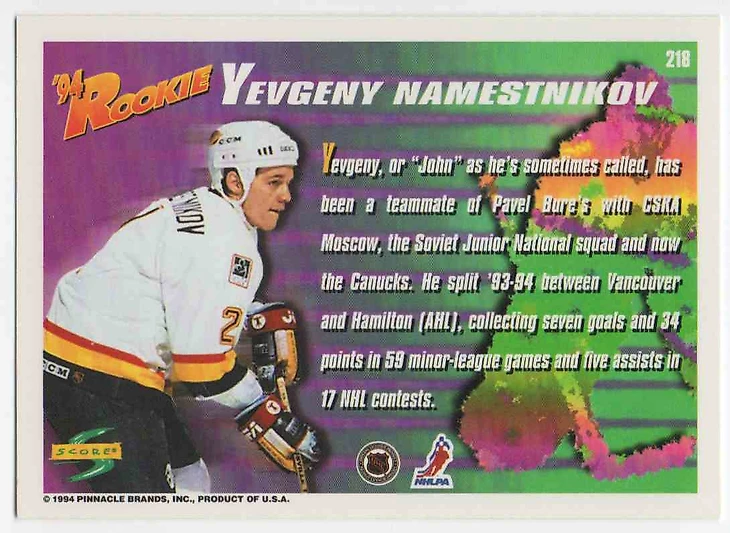 218
'94 ROOKIE
YEVGENY NAMESTNIKOV
Yevgeny, or "John" as he's sometimes called, has
been a teammate of Pavel Bure's with CSKA
Moscow, the Soviet Junior National squad and now
the Canucks. He split '93-94 between Vancouver
and Hamilton (AHL), collecting seven goals and 34
points in 59 minor-league games and five assists in
17 NHL contests.
CCM
2
CCM
SCORE
NHLPA
© 1994 PINNACLE BRANDS, INC., PRODUCT OF U.S.A.